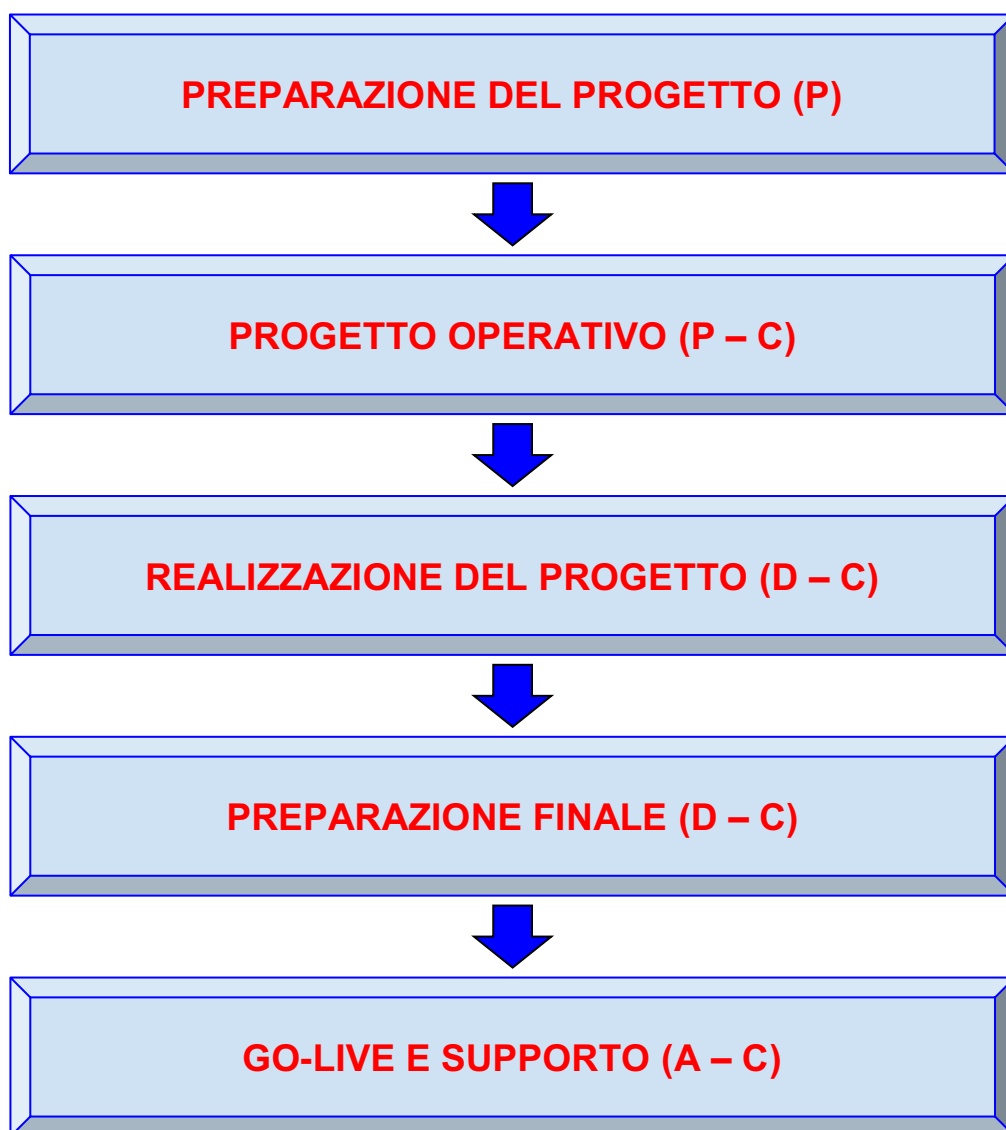 PREPARAZIONE DEL PROGETTO (P)
PROGETTO OPERATIVO (P – C)
REALIZZAZIONE DEL PROGETTO (D – C)
PREPARAZIONE FINALE (D – C)
GO-LIVE E SUPPORTO (A – C)